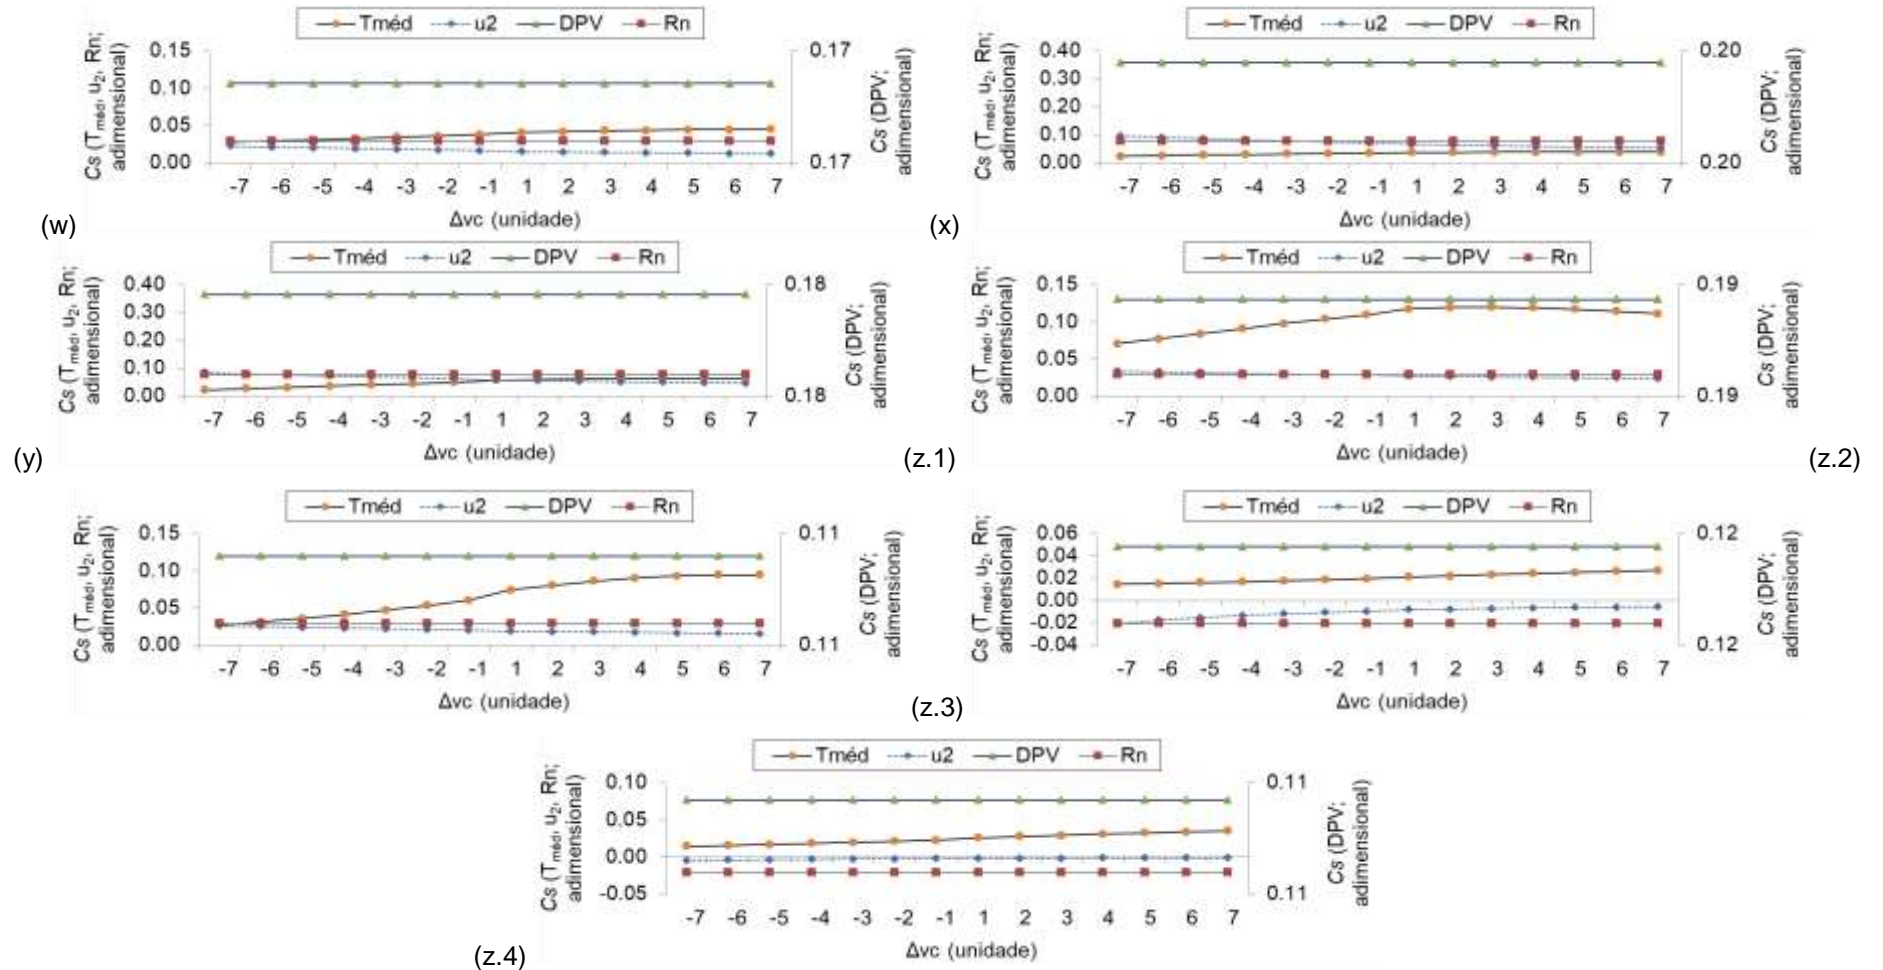 Tméd u2 DPV Rn
Cs (Tméd, u2, Rn; adimensional)
0.15
0.10
0.05
0.00
0.17
0.17
Cs (DPV; adimensional)
-7 -6 -5 -4 -3 -2 -1 1 2 3 4 5 6 7
Δvc (unidade)
(w)
Tméd u2 DPV Rn
Cs (Tméd, u2, Rn; adimensional)
0.40
0.30
0.20
0.10
0.00
0.20
0.20
Cs (DPV; adimensional)
-7 -6 -5 -4 -3 -2 -1 1 2 3 4 5 6 7
Δvc (unidade)
(x)
Tméd u2 DPV Rn
Cs (Tméd, u2, Rn; adimensional)
0.40
0.30
0.20
0.10
0.00
0.18
0.18
Cs (DPV; adimensional)
-7 -6 -5 -4 -3 -2 -1 1 2 3 4 5 6 7
Δvc (unidade)
(y)
Tméd u2 DPV Rn
Cs (Tméd, u2, Rn; adimensional)
0.15
0.10
0.05
0.00
0.19
0.19
Cs (DPV; adimensional)
-7 -6 -5 -4 -3 -2 -1 1 2 3 4 5 6 7
Δvc (unidade)
(z.1)
(z.2)
Tméd u2 DPV Rn
Cs (Tméd, u2, Rn; adimensional)
0.15
0.10
0.05
0.00
0.11
0.11
Cs (DPV; adimensional)
-7 -6 -5 -4 -3 -2 -1 1 2 3 4 5 6 7
Δvc (unidade)
(z.3)
Tméd u2 DPV Rn
Cs (Tméd, u2, Rn; adimensional)
0.06
0.04
0.02
0.00
-0.02
-0.04
0.12
0.12
Cs (DPV; adimensional)
-7 -6 -5 -4 -3 -2 -1 1 2 3 4 5 6 7
Δvc (unidade)
Tméd u2 DPV Rn
Cs (Tméd, u2, Rn; adimensional)
0.10
0.05
0.00
-0.05
0.11
0.11
Cs (DPV; adimensional)
-7 -6 -5 -4 -3 -2 -1 1 2 3 4 5 6 7
Δvc (unidade)
(z.4)